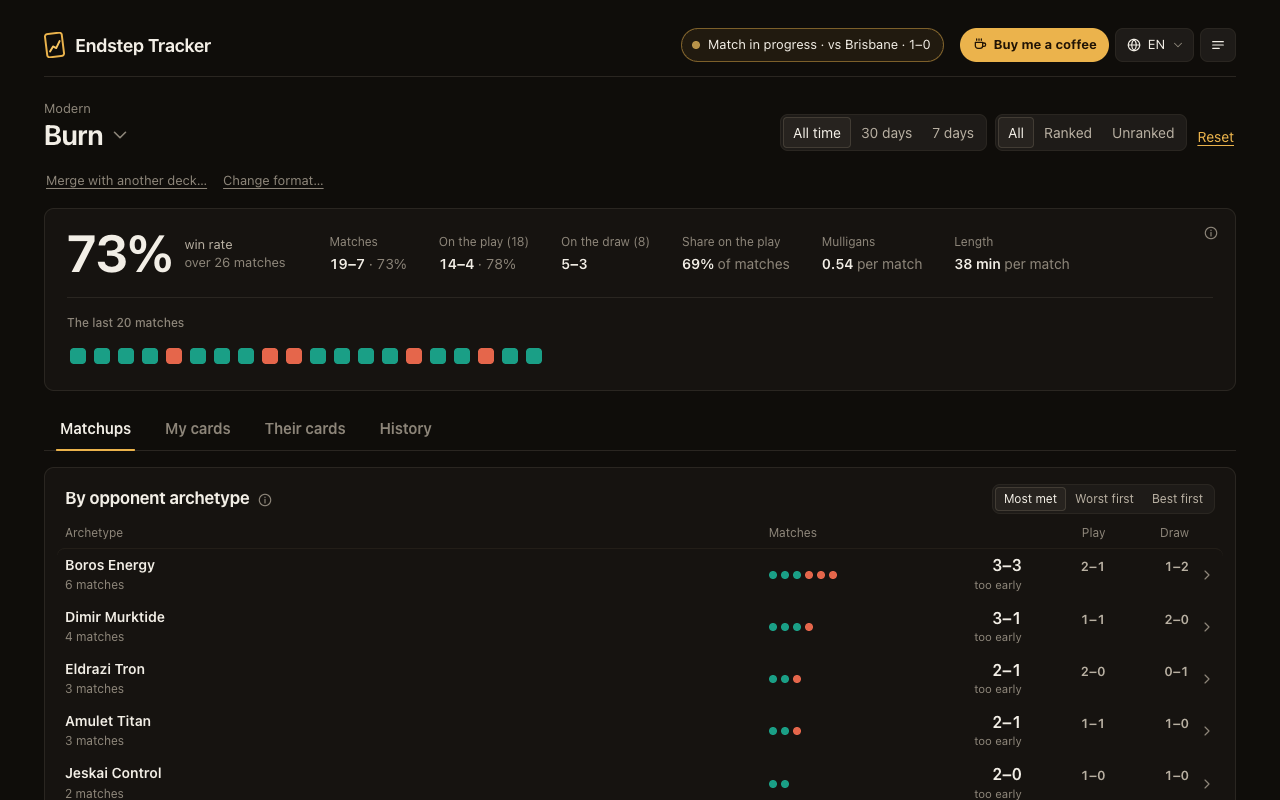 Endstep Tracker
Match in progress · vs Brisbane · 1–0
Buy me a coffee
EN
Modern
Burn
All time 30 days 7 days
All Ranked Unranked
Reset
Merge with another deck...
Change format...
73%
win rate
over 26 matches
Matches
19–7 · 73%
On the play (18)
14–4 · 78%
On the draw (8)
5–3
Share on the play
69% of matches
Mulligans
0.54 per match
Length
38 min per match
The last 20 matches
Matchups My cards Their cards History
By opponent archetype
Most met Worst first Best first
Archetype Matches Play Draw
Boros Energy 3–3 2–1 1–2
6 matches too early
Dimir Murktide 3–1 1–1 2–0
4 matches too early
Eldrazi Tron 2–1 2–0 0–1
3 matches too early
Amulet Titan 2–1 1–1 1–0
3 matches too early
Jeskai Control 2–0 1–0 1–0
2 matches too early